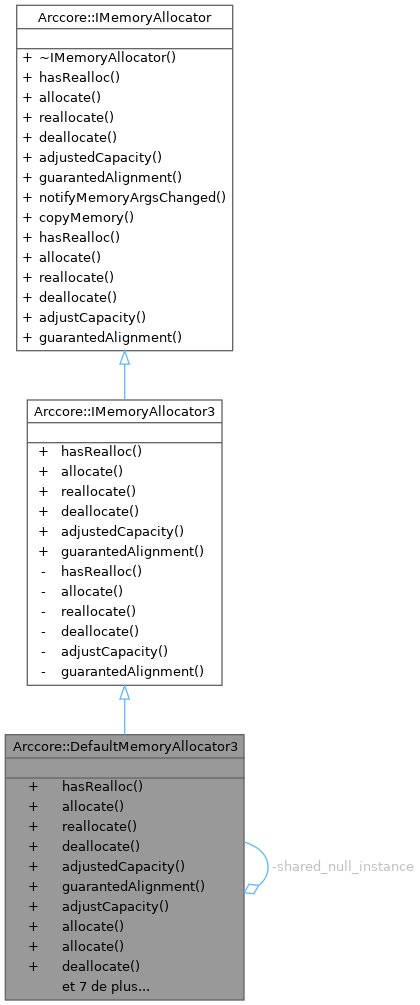 Arccore::IMemoryAllocator
+ ~IMemoryAllocator()
+ hasRealloc()
+ allocate()
+ reallocate()
+ deallocate()
+ adjustedCapacity()
+ guarantedAlignment()
+ notifyMemoryArgsChanged()
+ copyMemory()
+ hasRealloc()
+ allocate()
+ reallocate()
+ deallocate()
+ adjustCapacity()
+ guarantedAlignment()
Arccore::IMemoryAllocator3
+ hasRealloc()
+ allocate()
+ reallocate()
+ deallocate()
+ adjustedCapacity()
+ guarantedAlignment()
- hasRealloc()
- allocate()
- reallocate()
- deallocate()
- adjustCapacity()
- guarantedAlignment()
Arccore::DefaultMemoryAllocator3
+ hasRealloc()
+ allocate()
+ reallocate()
+ deallocate()
+ adjustedCapacity()
+ guarantedAlignment()
+ adjustCapacity()
+ allocate()
+ allocate()
+ deallocate()
et 7 de plus...
-shared_null_instance